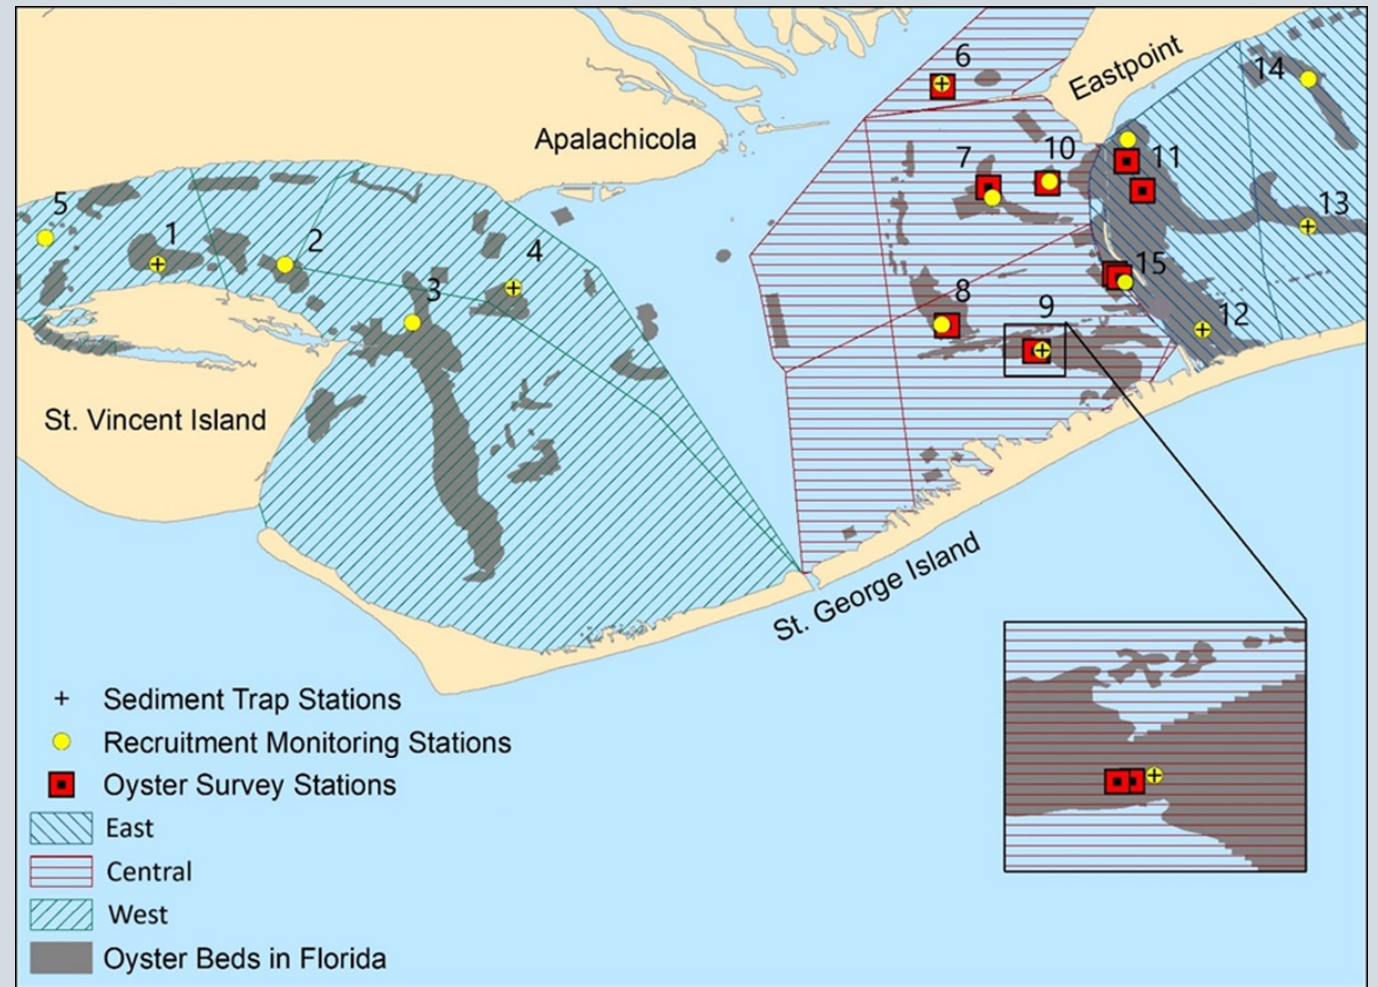 6
Eastpoint
14
Apalachicola
7
10
11
5
1
2
4
13
3
15
8
9
12
St. Vincent Island
St. George Island
Sediment Trap Stations
Recruitment Monitoring Stations
Oyster Survey Stations
East
Central
West
Oyster Beds in Florida